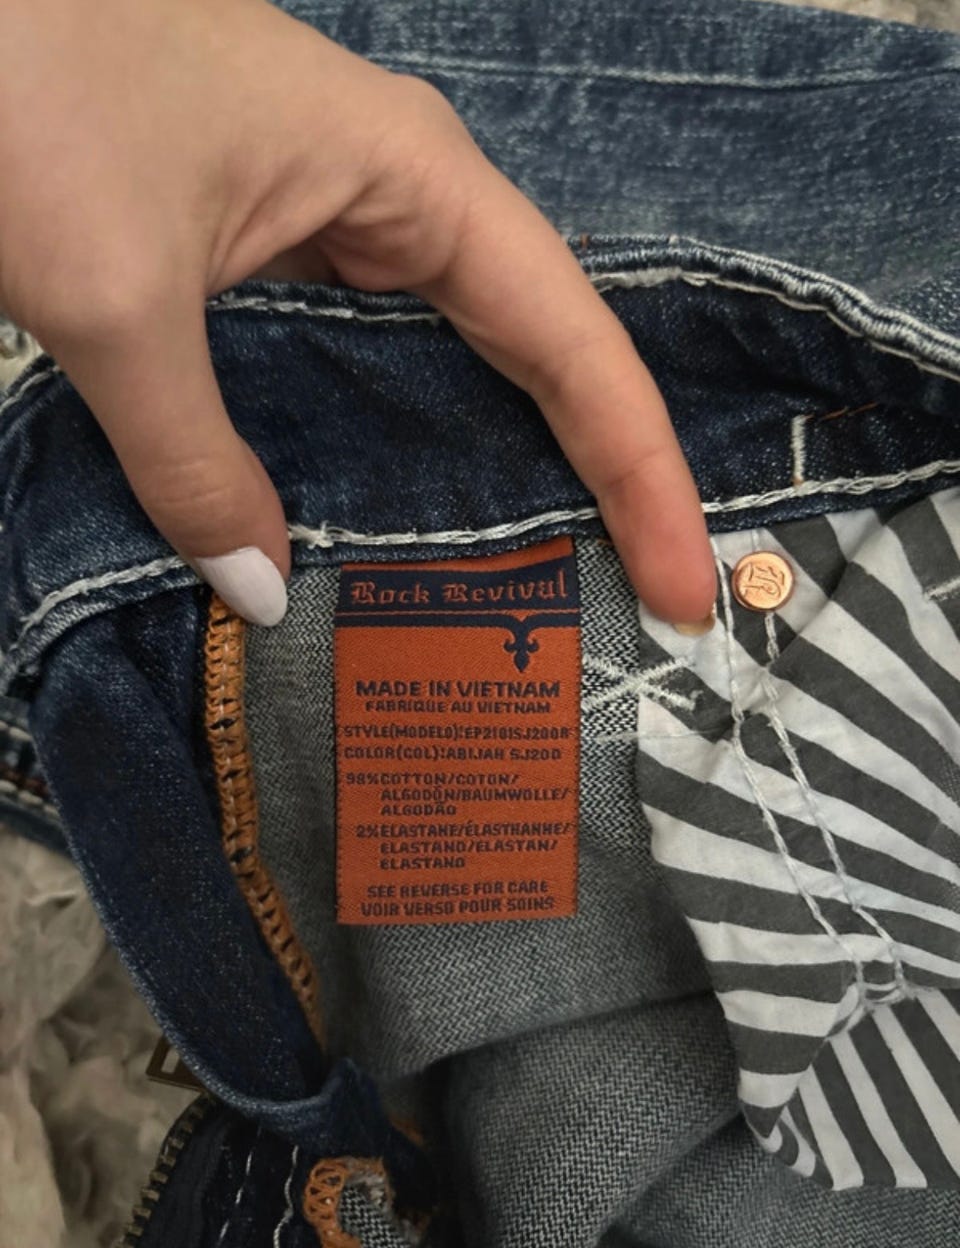 Rock Revival
MADE IN VIETNAM
FABRIQUE AU VIETNAM
STYLE(MODELO):EP2101SJ200R
COLOR(COL):ABIJAH SJ200
98%COTTON/COTON/
ALGODÓN/BAUMWOLLE/
ALGODÃO
2%ELASTANE/ÉLASTHANNE/
ELASTANO/ELASTAN/
ELASTANO
SEE REVERSE FOR CARE
VOIR VERSO POUR SOINS